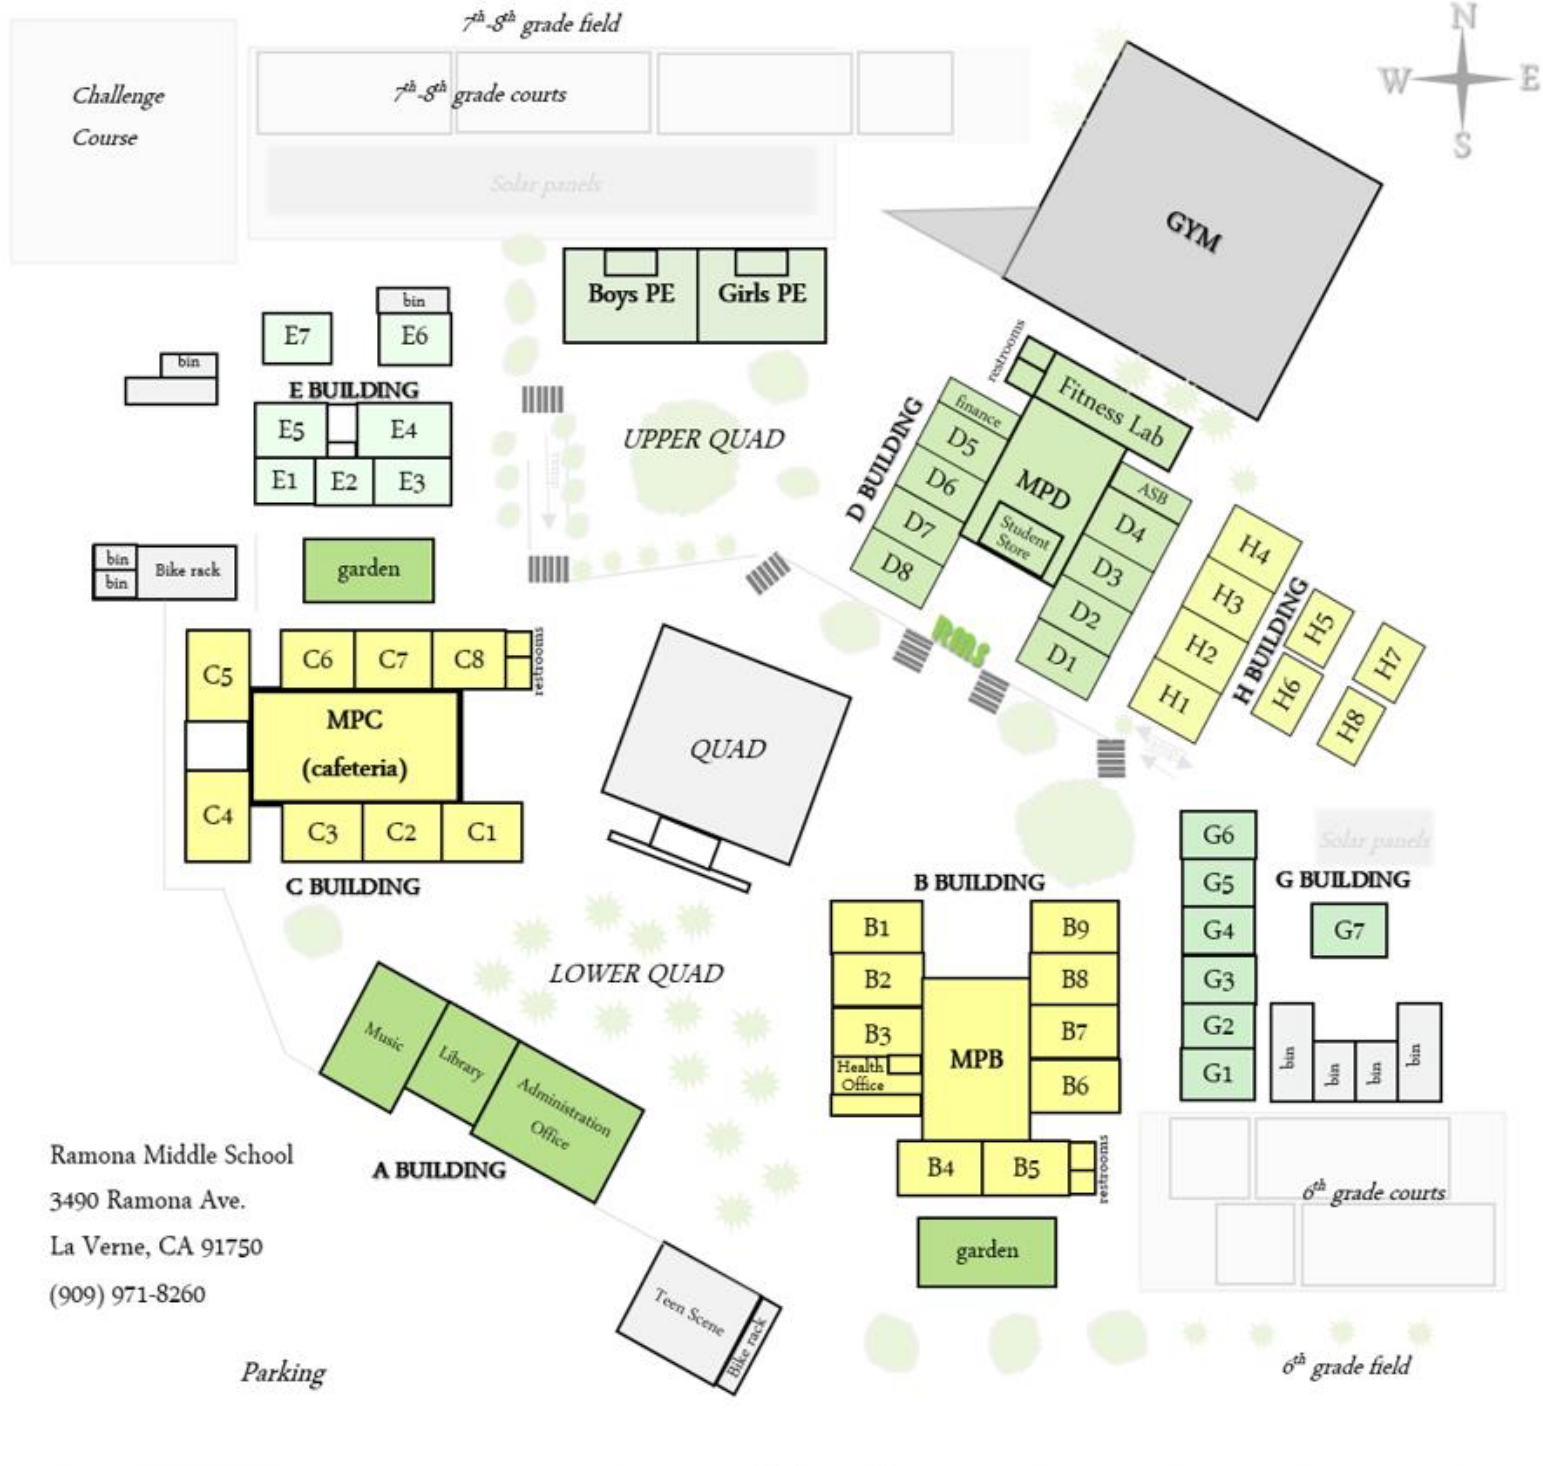 7th-8th grade field
N
W E
S
Challenge
Course
7th-8th grade courts
Solar panels
GYM
Boys PE
Girls PE
bin
E7
E6
bin
E BUILDING
E5
E4
E1
E2
E3
UPPER QUAD
ramp
restrooms
Fitness Lab
D BUILDING
finance
D5
D6
D7
D8
MPD
Student
Store
ASB
D4
D3
D2
D1
RMS
H4
H3
H2
H1
H BUILDING
H5
H6
H7
H8
bin
bin
Bike rack
garden
C5
C6
C7
C8
restrooms
MPC
(cafeteria)
C4
C3
C2
C1
C BUILDING
QUAD
LOWER QUAD
B BUILDING
B1
B2
B3
Health
Office
MPB
B9
B8
B7
B6
B4
B5
restrooms
garden
G6
G5
G4
G3
G2
G1
Solar panels
G BUILDING
G7
bin
bin
bin
bin
6th grade courts
6th grade field
Music
Library
Administration
Office
A BUILDING
Teen Scene
Bike rack
Ramona Middle School
3490 Ramona Ave.
La Verne, CA 91750
(909) 971-8260
Parking